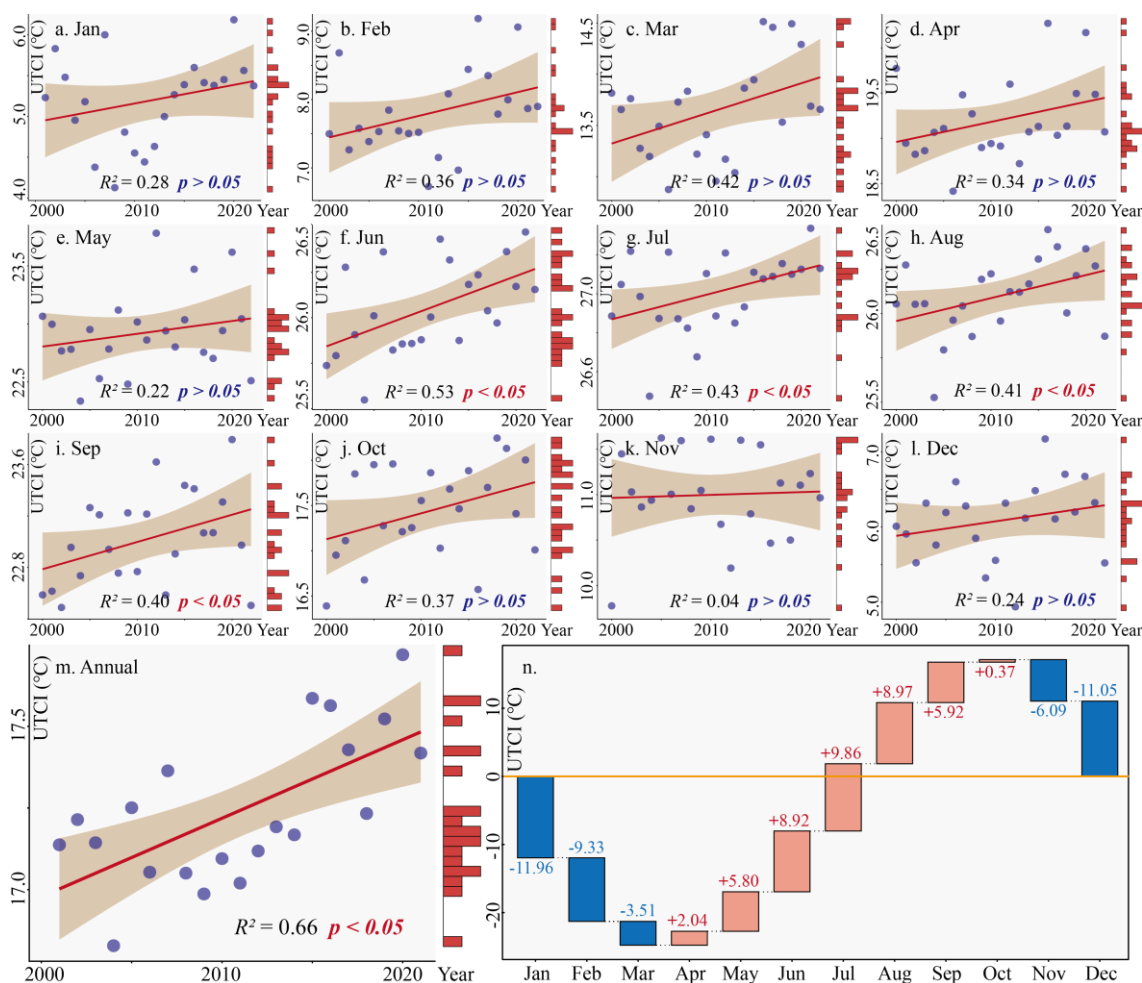 a. Jan
UTCI (°C)
6.0
5.0
4.0
R² = 0.28 p > 0.05
2000 2010 2020 Year
b. Feb
UTCI (°C)
9.0
8.0
7.0
R² = 0.36 p > 0.05
2000 2010 2020 Year
c. Mar
UTCI (°C)
14.5
13.5
R² = 0.42 p > 0.05
2000 2010 2020 Year
d. Apr
UTCI (°C)
19.5
18.5
R² = 0.34 p > 0.05
2000 2010 2020 Year
e. May
UTCI (°C)
23.5
22.5
R² = 0.22 p > 0.05
2000 2010 2020 Year
f. Jun
UTCI (°C)
26.5
26.0
25.5
R² = 0.53 p < 0.05
2000 2010 2020 Year
g. Jul
UTCI (°C)
27.0
26.6
R² = 0.43 p < 0.05
2000 2010 2020 Year
h. Aug
UTCI (°C)
26.5
26.0
25.5
R² = 0.41 p < 0.05
2000 2010 2020 Year
i. Sep
UTCI (°C)
23.6
22.8
R² = 0.40 p < 0.05
2000 2010 2020 Year
j. Oct
UTCI (°C)
17.5
16.5
R² = 0.37 p > 0.05
2000 2010 2020 Year
k. Nov
UTCI (°C)
11.0
10.0
R² = 0.04 p > 0.05
2000 2010 2020 Year
l. Dec
UTCI (°C)
7.0
6.0
5.0
R² = 0.24 p > 0.05
2000 2010 2020 Year
m. Annual
UTCI (°C)
17.5
17.0
R² = 0.66 p < 0.05
2000 2010 2020 Year
n.
UTCI (°C)
10
0
-10
-20
-11.96
-9.33
-3.51
+2.04
+5.80
+8.92
+9.86
+8.97
+5.92
+0.37
-6.09
-11.05
Jan Feb Mar Apr May Jun Jul Aug Sep Oct Nov Dec